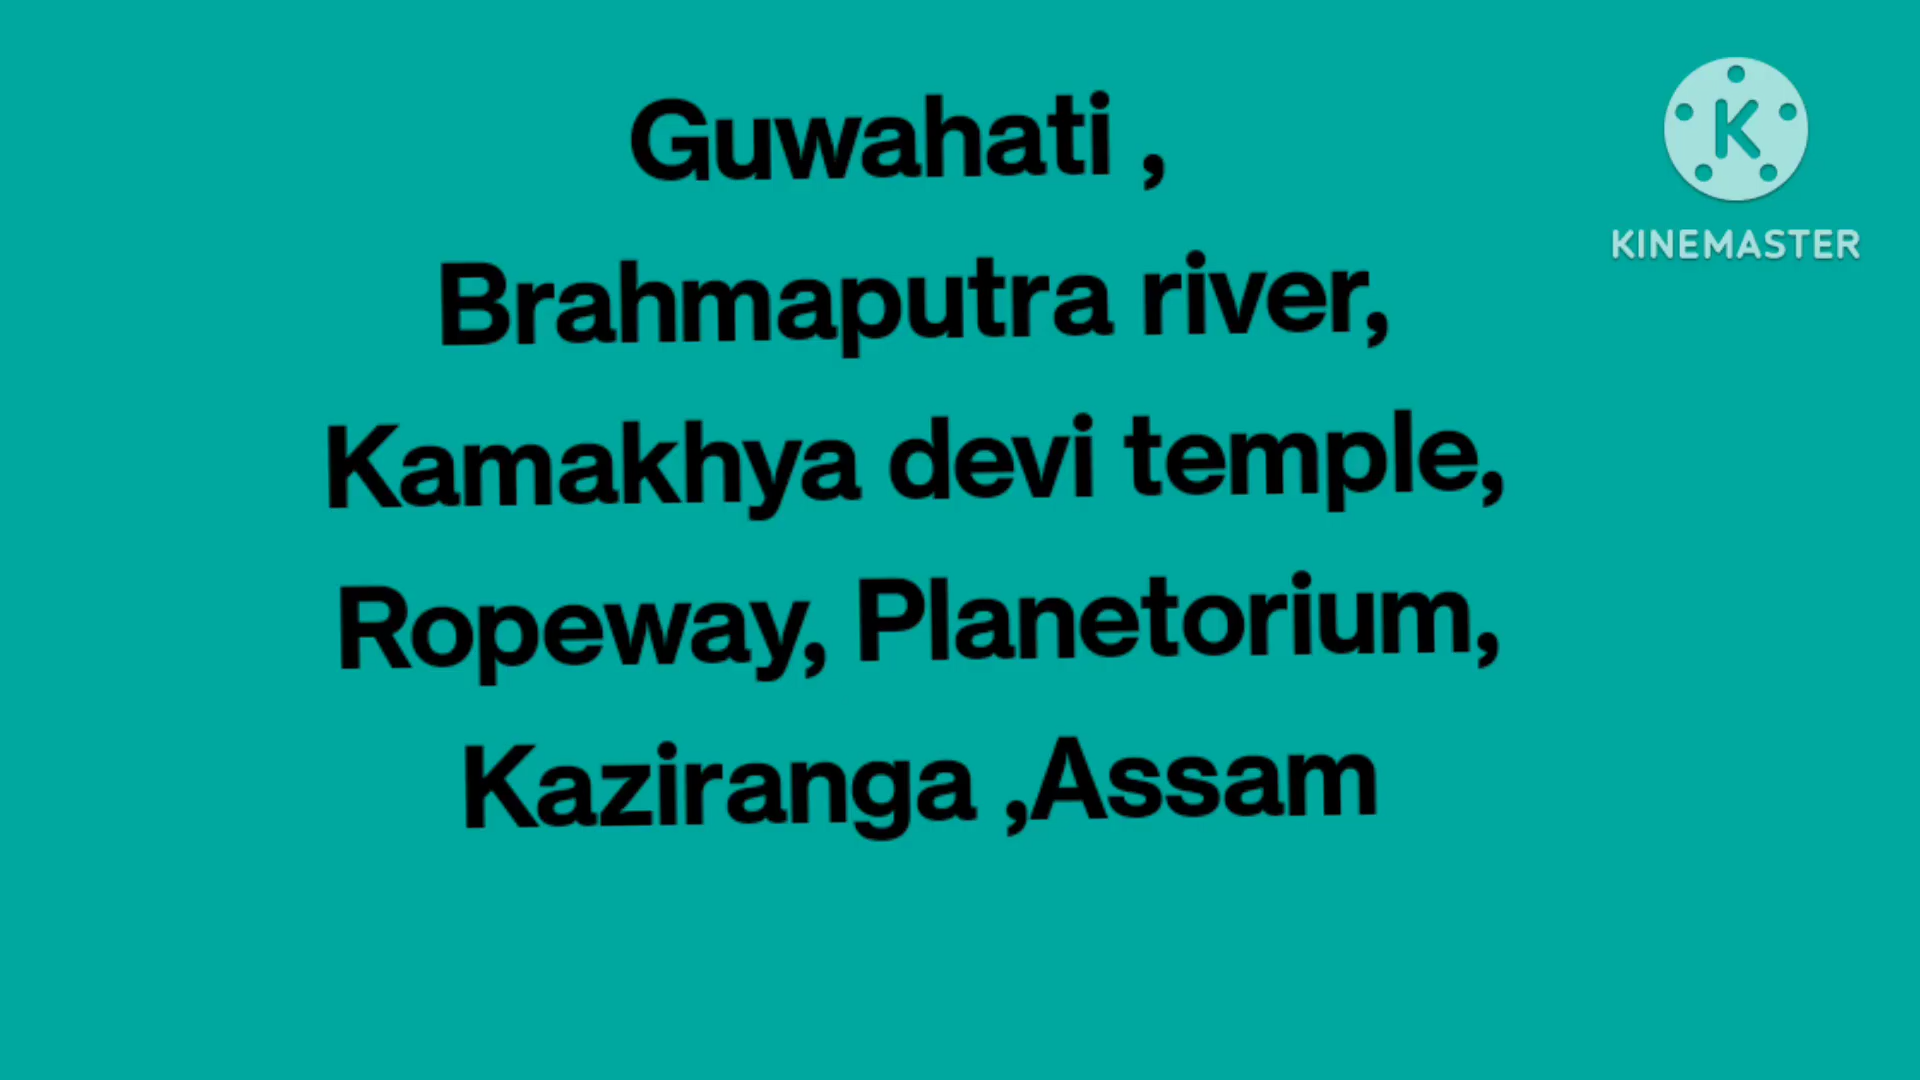 Guwahati ,
Brahmaputra river,
Kamakhya devi temple,
Ropeway, Planetorium,
Kaziranga ,Assam
K
KINEMASTER